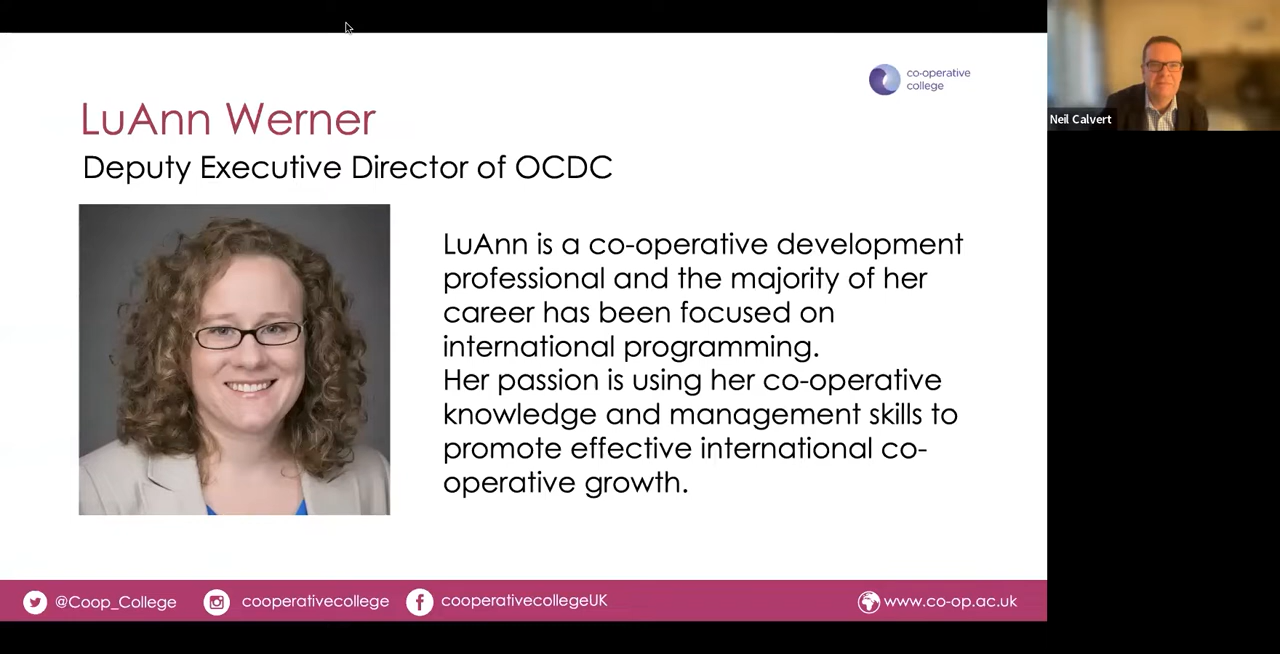 co-operative
college
LuAnn Werner
Deputy Executive Director of OCDC
LuAnn is a co-operative development
professional and the majority of her
career has been focused on
international programming.
Her passion is using her co-operative
knowledge and management skills to
promote effective international co-
operative growth.
@Coop_College
cooperativecollege
cooperativecollegeUK
www.co-op.ac.uk
Neil Calvert